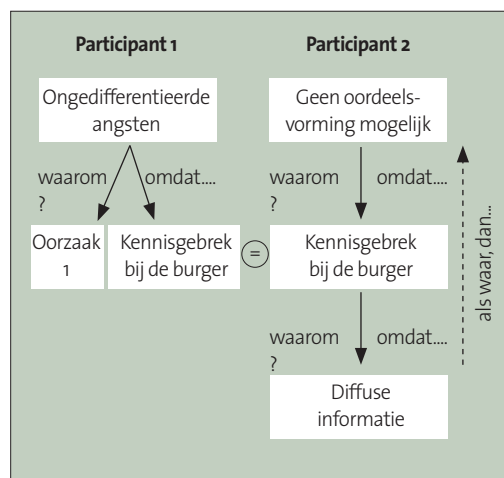 Participant 1
Participant 2
Ongedifferentieerde
angsten
Geen oordeels-
vorming mogelijk
waarom
?
omdat....
waarom
?
omdat....
Oorzaak
1
Kennisgebrek
bij de burger
=
Kennisgebrek
bij de burger
als waar, dan...
waarom
?
omdat....
Diffuse
informatie